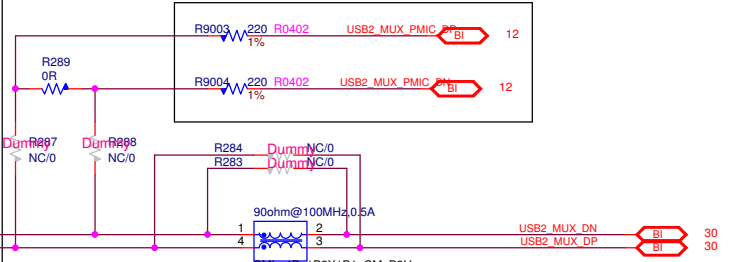 R9003 220 R0402 USB2_MUX_PMIC_DP BI 12
1%
R289
0R
R9004 220 R0402 USB2_MUX_PMIC_DN BI 12
1%
Dummy R287 Dummy R288
NC/0 NC/0
R284 Dummy NC/0
R283 Dummy NC/0
90ohm@100MHz,0.5A
1 2 USB2_MUX_DN BI 30
4 3 USB2_MUX_DP BI 30